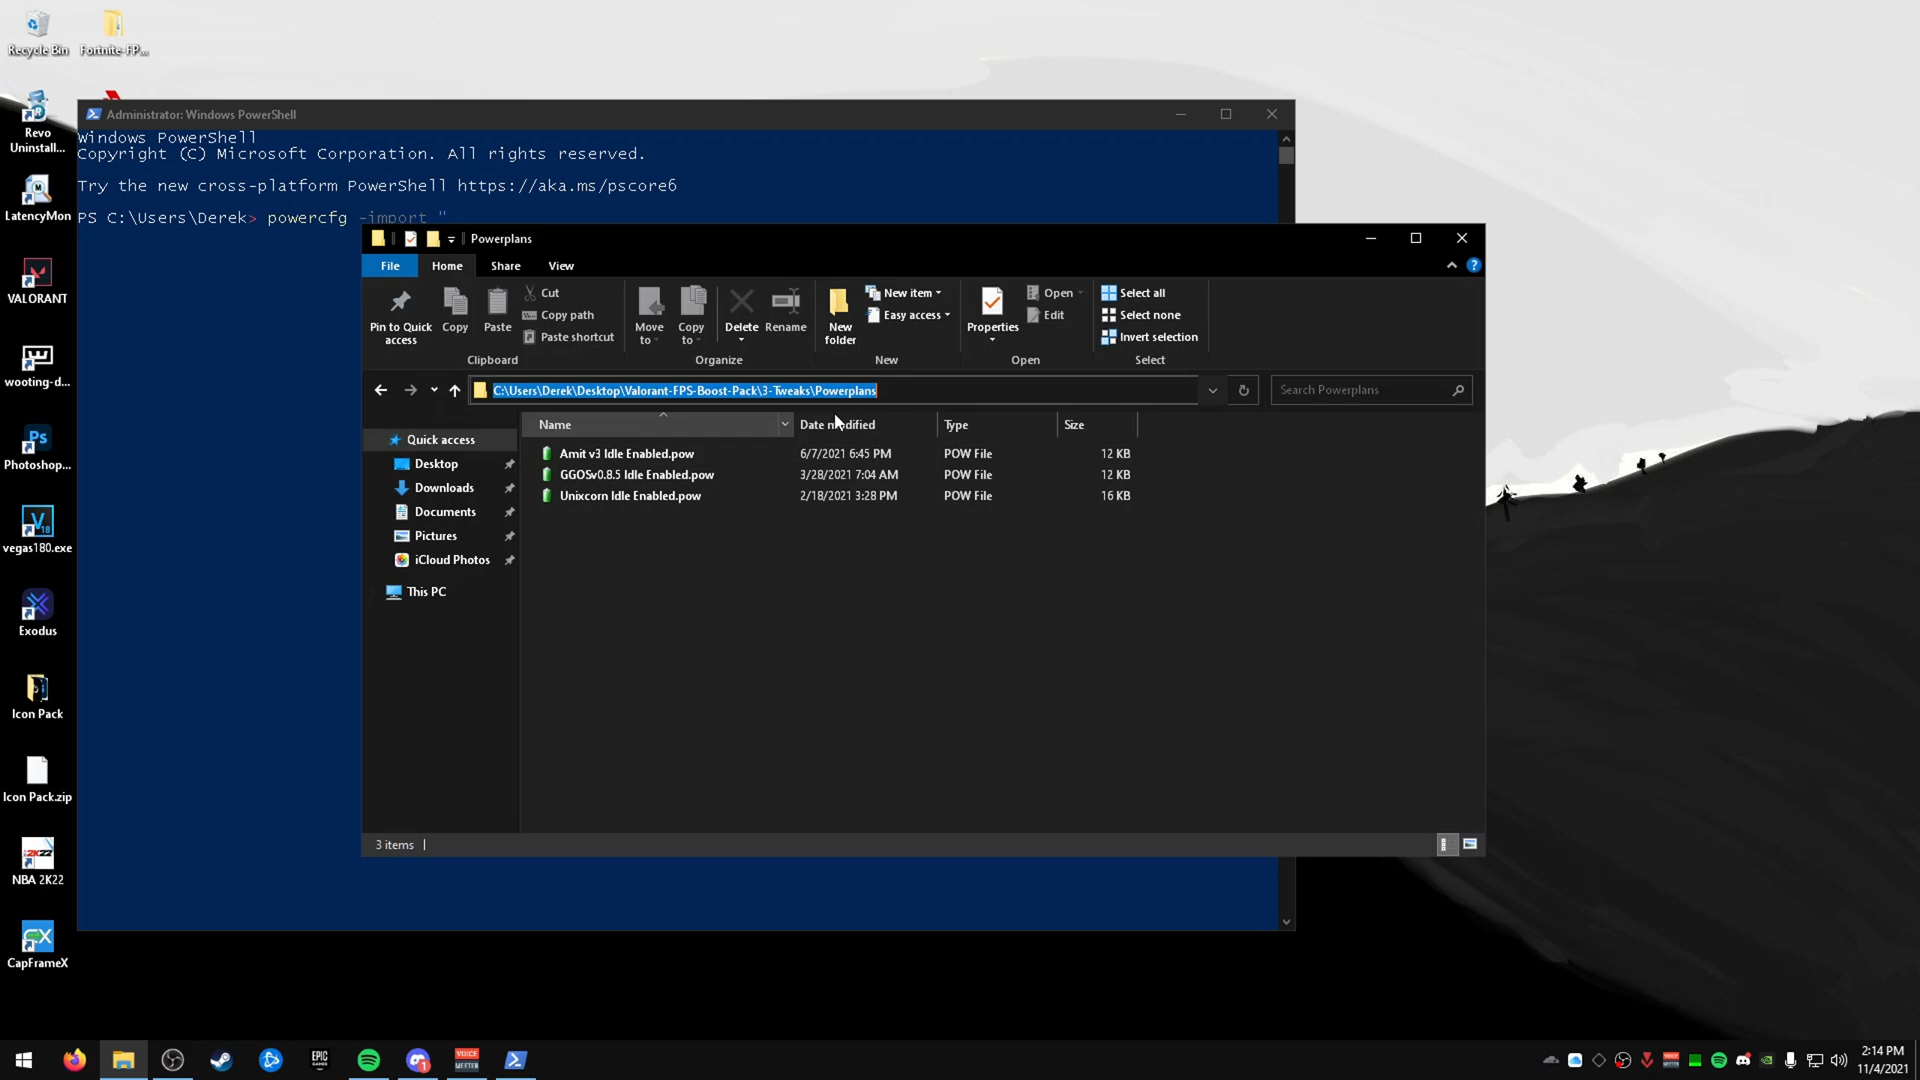 Recycle Bin
Fortnite-FP...
Revo
Uninstall...
LatencyMon
VALORANT
wooting-d...
Photoshop...
vegas180.exe
Exodus
Icon Pack
Icon Pack.zip
NBA 2K22
CapFrameX
Administrator: Windows PowerShell
Windows PowerShell
Copyright (C) Microsoft Corporation. All rights reserved.
Try the new cross-platform PowerShell https://aka.ms/pscore6
PS C:\Users\Derek> powercfg -import "
Powerplans
File Home Share View
Pin to Quick
access
Copy
Paste
Cut
Copy path
Paste shortcut
Clipboard
Move
to
Copy
to
Delete
Rename
Organize
New
folder
New item
Easy access
New
Properties
Open
Edit
Open
Select all
Select none
Invert selection
Select
C:\Users\Derek\Desktop\Valorant-FPS-Boost-Pack\3-Tweaks\Powerplans
Search Powerplans
Quick access
Desktop
Downloads
Documents
Pictures
iCloud Photos
This PC
Name Date modified Type Size
Amit v3 Idle Enabled.pow 6/7/2021 6:45 PM POW File 12 KB
GGOSv0.8.5 Idle Enabled.pow 3/28/2021 7:04 AM POW File 12 KB
Unixcorn Idle Enabled.pow 2/18/2021 3:28 PM POW File 16 KB
3 items
EPIC
GAMES
VOICE
MEETER
2:14 PM
11/4/2021